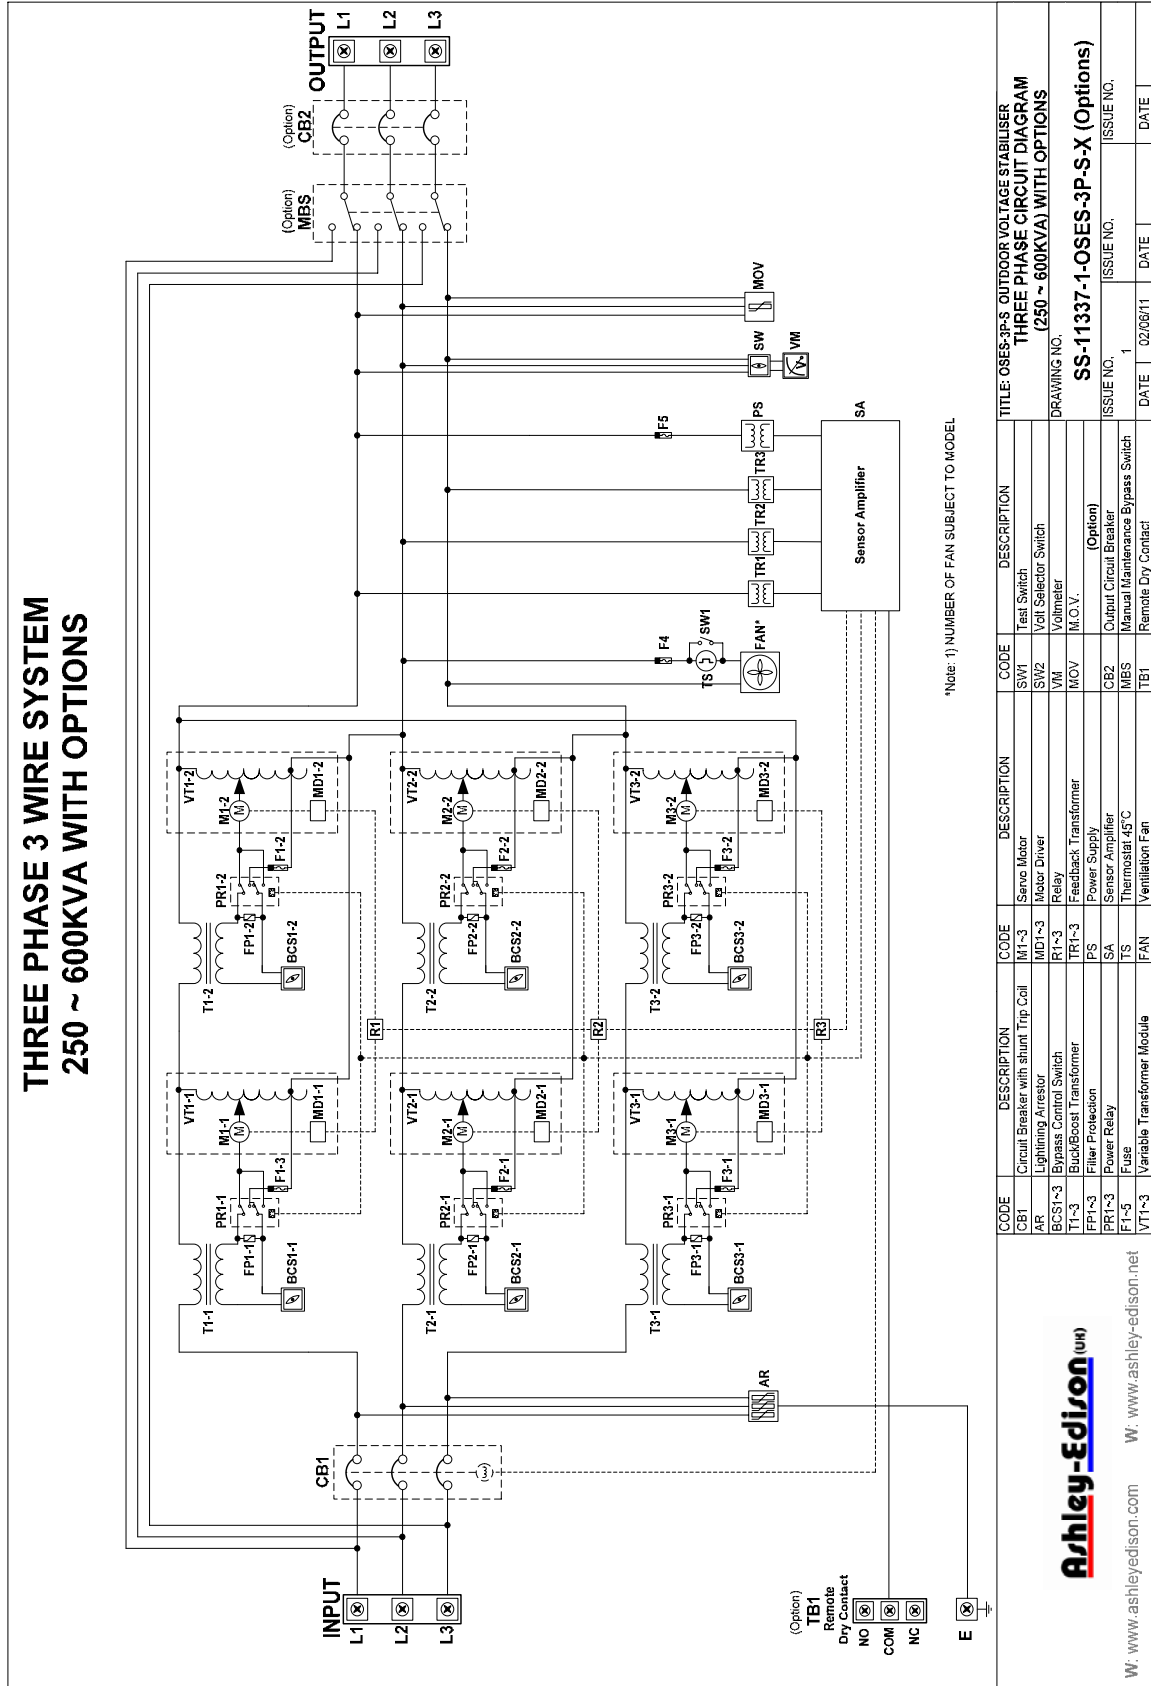 THREE PHASE 3 WIRE SYSTEM
250 ~ 600KVA WITH OPTIONS
INPUT
L1
L2
L3
CB1
AR
T1-1
FP1-1
BCS1-1
PR1-1
F1-3
VT1-1
M1-1
MD1-1
T1-2
FP1-2
BCS1-2
PR1-2
F1-2
VT1-2
M1-2
MD1-2
R1
T2-1
FP2-1
BCS2-1
PR2-1
F2-1
VT2-1
M
M2-1
MD2-1
T2-2
FP2-2
BCS2-2
PR2-2
F2-2
VT2-2
M
M2-2
MD2-2
R2
T3-1
FP3-1
BCS3-1
PR3-1
F3-1
VT3-1
M
M3-1
MD3-1
T3-2
FP3-2
BCS3-2
PR3-2
F3-2
VT3-2
M
M3-2
MD3-2
R3
M
M
F4
TS
SW1
FAN*
TR1
TR2
TR3
F5
PS
Sensor Amplifier
SA
SW
V
VM
MOV
(Option)
MBS
(Option)
CB2
OUTPUT
L1
L2
L3
(Option)
TB1
Remote
Dry Contact
NO
COM
NC
E
*Note: 1) NUMBER OF FAN SUBJECT TO MODEL
Ashley-Edison (UK)
W: www.ashleyedison.com W: www.ashley-edison.net
CODE DESCRIPTION CODE DESCRIPTION CODE DESCRIPTION
CB1 Circuit Breaker with shunt Trip Coil M1~3 Servo Motor SW1 Test Switch
AR Lightining Arrestor MD1~3 Motor Driver SW2 Volt Selector Switch
BCS1~3 Bypass Control Switch R1~3 Relay VM Voltmeter
T1~3 Buck/Boost Transformer TR1~3 Feedback Transformer MOV M.O.V.
FP1~3 Filter Protection PS Power Supply (Option)
PR1~3 Power Relay SA Sensor Amplifier CB2 Output Circuit Breaker
F1~5 Fuse TS Thermostat 45°C MBS Manual Maintenance Bypass Switch
VT1~3 Variable Transformer Module FAN Ventilation Fan TB1 Remote Dry Contact
TITLE: OSES-3P-S OUTDOOR VOLTAGE STABILISER
THREE PHASE CIRCUIT DIAGRAM
(250 ~ 600KVA) WITH OPTIONS
DRAWING NO.
SS-11337-1-OSES-3P-S-X (Options)
ISSUE NO. 1 ISSUE NO. ISSUE NO.
DATE 02/06/11 DATE DATE